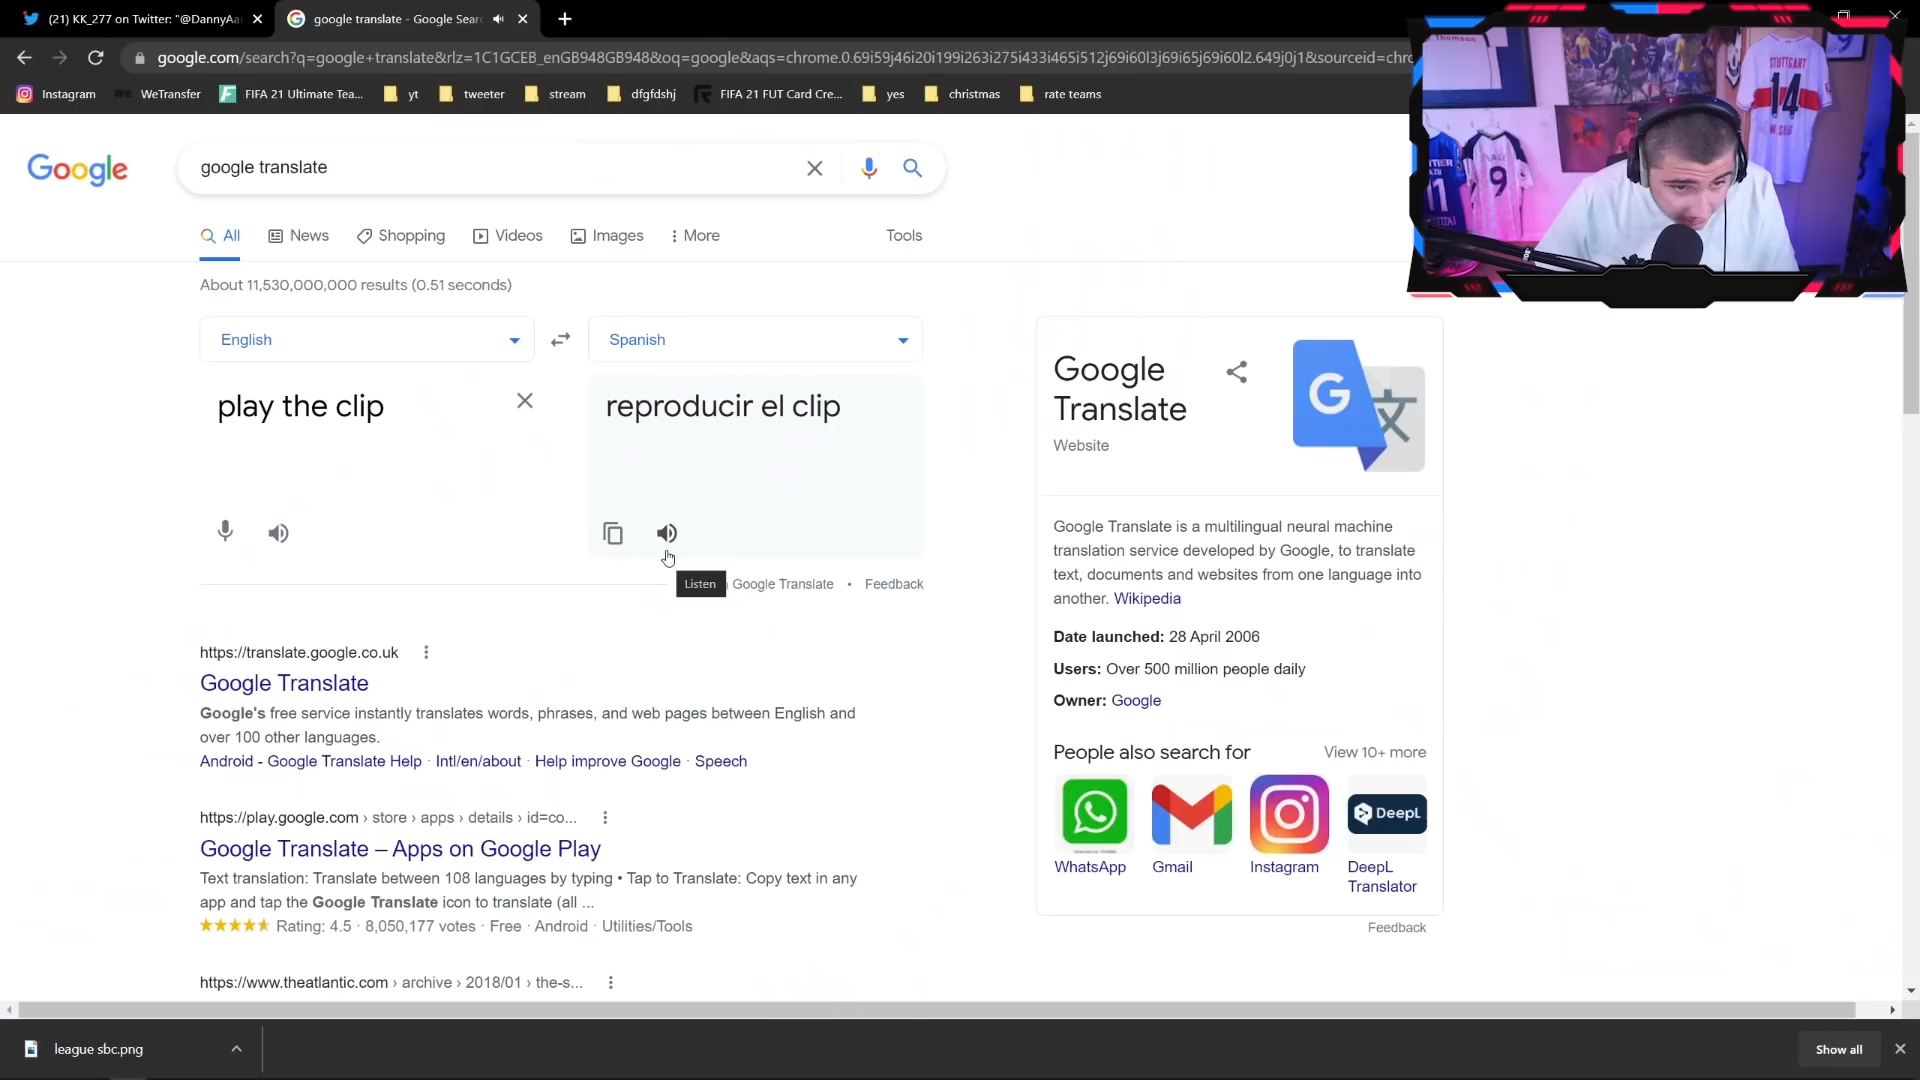 (21) KK_277 on Twitter: "@DannyAa
google translate - Google Sear
google.com/search?q=google+translate&rlz=1C1GCEB_enGB948GB948&oq=google&aqs=chrome.0.69i59j46i20i199i263i275i433i465i512j69i60l3j69i65j69i60l2.649j0j1&sourceid=chrc
Instagram
WeTransfer
FIFA 21 Ultimate Tea...
yt
tweeter
stream
dfgfdshj
FIFA 21 FUT Card Cre...
yes
christmas
rate teams
STUTTGART
14
9
Google
google translate
All
News
Shopping
Videos
Images
More
Tools
About 11,530,000,000 results (0.51 seconds)
English
Spanish
play the clip
reproducir el clip
Listen
Google Translate • Feedback
Google
Translate
Website
Google Translate is a multilingual neural machine
translation service developed by Google, to translate
text, documents and websites from one language into
another. Wikipedia
Date launched: 28 April 2006
Users: Over 500 million people daily
Owner: Google
People also search for
View 10+ more
DeepL
WhatsApp
Gmail
Instagram
DeepL
Translator
Feedback
https://translate.google.co.uk
Google Translate
Google's free service instantly translates words, phrases, and web pages between English and
over 100 other languages.
Android - Google Translate Help · Intl/en/about · Help improve Google · Speech
https://play.google.com › store › apps › details › id=co...
Google Translate – Apps on Google Play
Text translation: Translate between 108 languages by typing • Tap to Translate: Copy text in any
app and tap the Google Translate icon to translate (all ...
Rating: 4.5 · 8,050,177 votes · Free · Android · Utilities/Tools
https://www.theatlantic.com › archive › 2018/01 › the-s...
league sbc.png
Show all